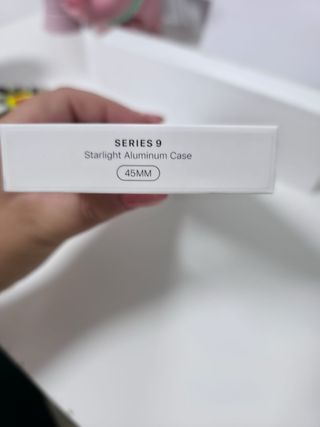 SERIES 9
Starlight Aluminum Case
45MM